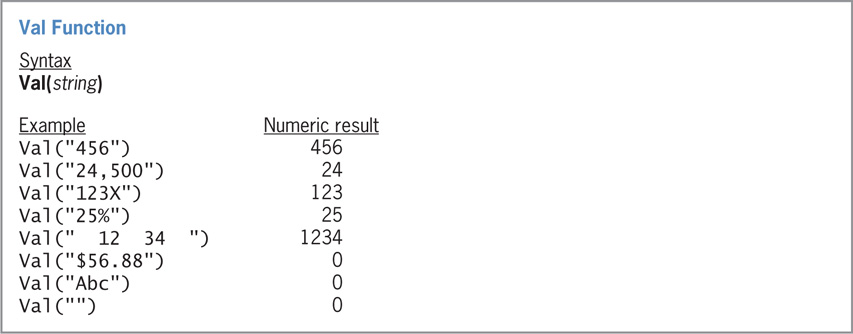 Val Function
Syntax
Val(string)
Example Numeric result
Val("456") 456
Val("24,500") 24
Val("123X") 123
Val("25%") 25
Val("  12  34  ") 1234
Val("$56.88") 0
Val("Abc") 0
Val("") 0